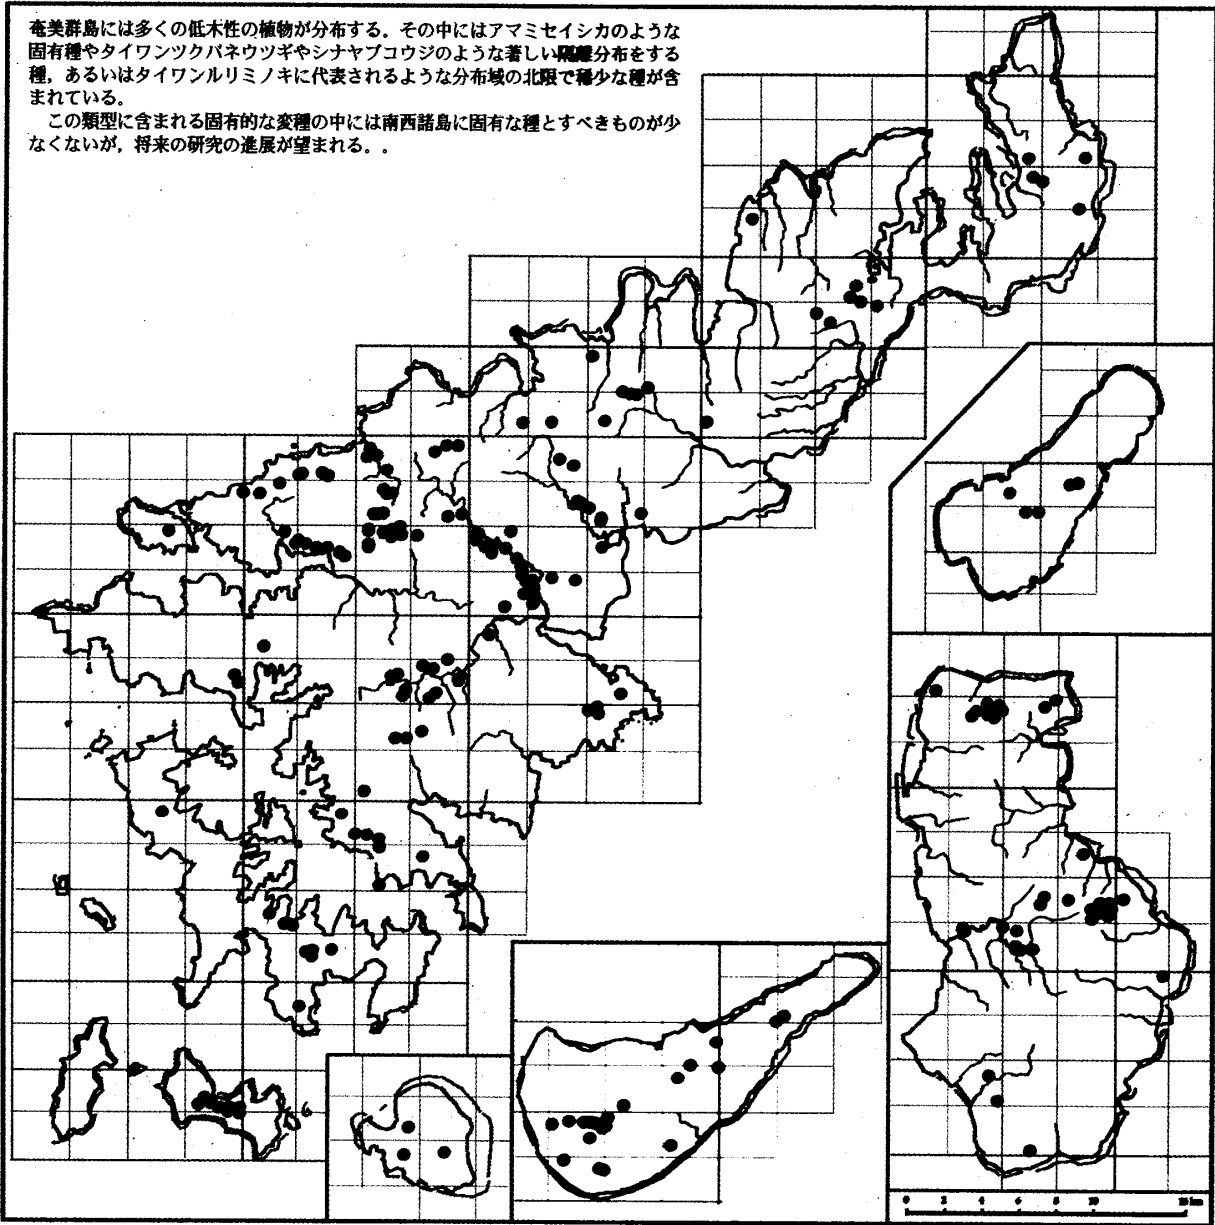 奄美群島には多くの低木性の植物が分布する。その中にはアマミセイシカのような
固有種やタイワンツクバネウツギやシナヤブコウジのような著しい隔離分布をする
種，あるいはタイワンルリミノキに代表されるような分布域の北限で稀少な種が含
まれている。
この類型に含まれる固有的な変種の中には南西諸島に固有な種とすべきものが少
なくないが，将来の研究の進展が望まれる。．
0 2 4 6 8 10